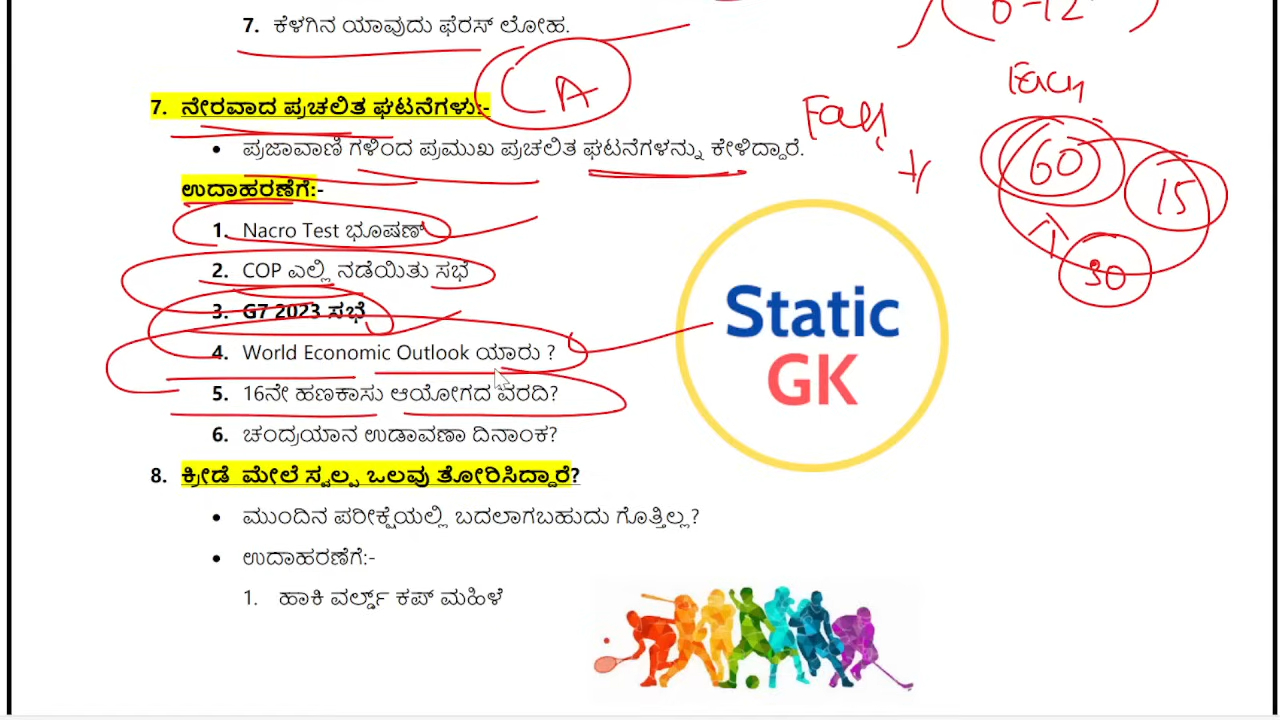 7. ಕೆಳಗಿನ ಯಾವುದು ಫೆರಸ್ ಲೋಹ.
0-12
Each
7. ನೇರವಾದ ಪ್ರಚಲಿತ ಘಟನೆಗಳು:-
A
60
15
30
• ಪ್ರಜಾವಾಣಿ ಗಳಿಂದ ಪ್ರಮುಖ ಪ್ರಚಲಿತ ಘಟನೆಗಳನ್ನು ಕೇಳಿದ್ದಾರೆ.
ಉದಾಹರಣೆಗೆ:-
1. Nacro Test ಭೂಷಣ್
2. COP ಎಲ್ಲಿ ನಡೆಯಿತು ಸಭೆ
3. G7 2023 ಸಭೆ
4. World Economic Outlook ಯಾರು ?
5. 16ನೇ ಹಣಕಾಸು ಆಯೋಗದ ವರದಿ?
6. ಚಂದ್ರಯಾನ ಉಡಾವಣಾ ದಿನಾಂಕ?
Static
GK
8. ಕ್ರೀಡೆ ಮೇಲೆ ಸ್ವಲ್ಪ ಒಲವು ತೋರಿಸಿದ್ದಾರೆ?
• ಮುಂದಿನ ಪರೀಕ್ಷೆಯಲ್ಲಿ ಬದಲಾಗಬಹುದು ಗೊತ್ತಿಲ್ಲ?
• ಉದಾಹರಣೆಗೆ:-
1. ಹಾಕಿ ವರ್ಲ್ಡ್ ಕಪ್ ಮಹಿಳೆ